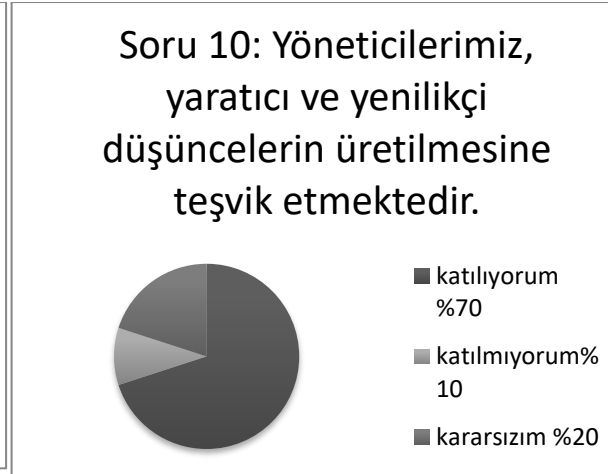 Soru 10: Yöneticilerimiz,
yaratıcı ve yenilikçi
düşüncelerin üretilmesine
teşvik etmektedir.
katılıyorum
%70
katılmıyorum%
10
kararsızım %20